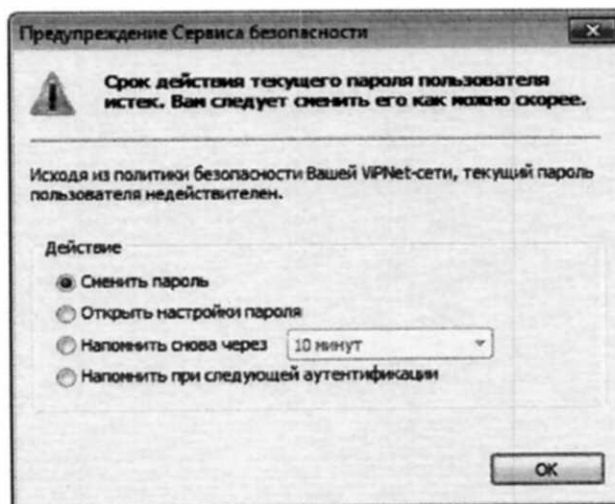 Предупреждение Сервиса безопасности
Срок действия текущего пароля пользователя
истек. Вам следует сменить его как можно скорее.
Исходя из политики безопасности Вашей ViPNet-сети, текущий пароль
пользователя недействителен.
Действие
Сменить пароль
Открыть настройки пароля
Напомнить снова через 10 минут
Напомнить при следующей аутентификации
OK